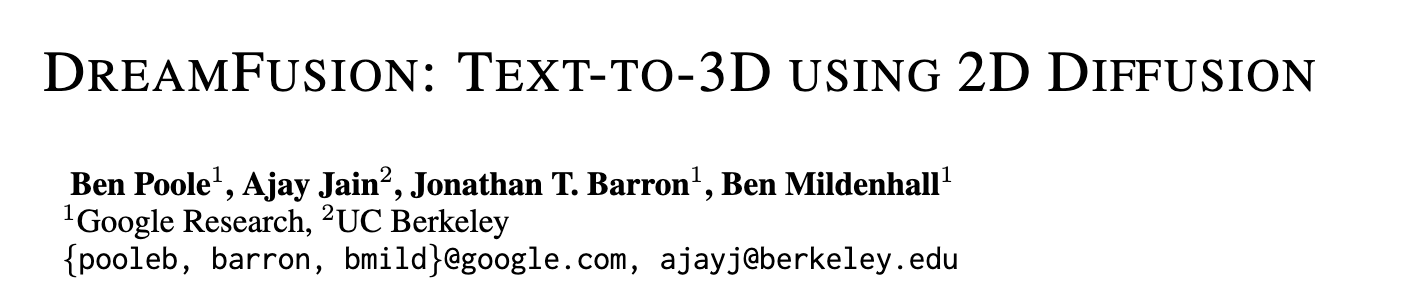 DREAMFUSION: TEXT-TO-3D USING 2D DIFFUSION
Ben Poole¹, Ajay Jain², Jonathan T. Barron¹, Ben Mildenhall¹
¹Google Research, ²UC Berkeley
{pooleb, barron, bmild}@google.com, ajayj@berkeley.edu